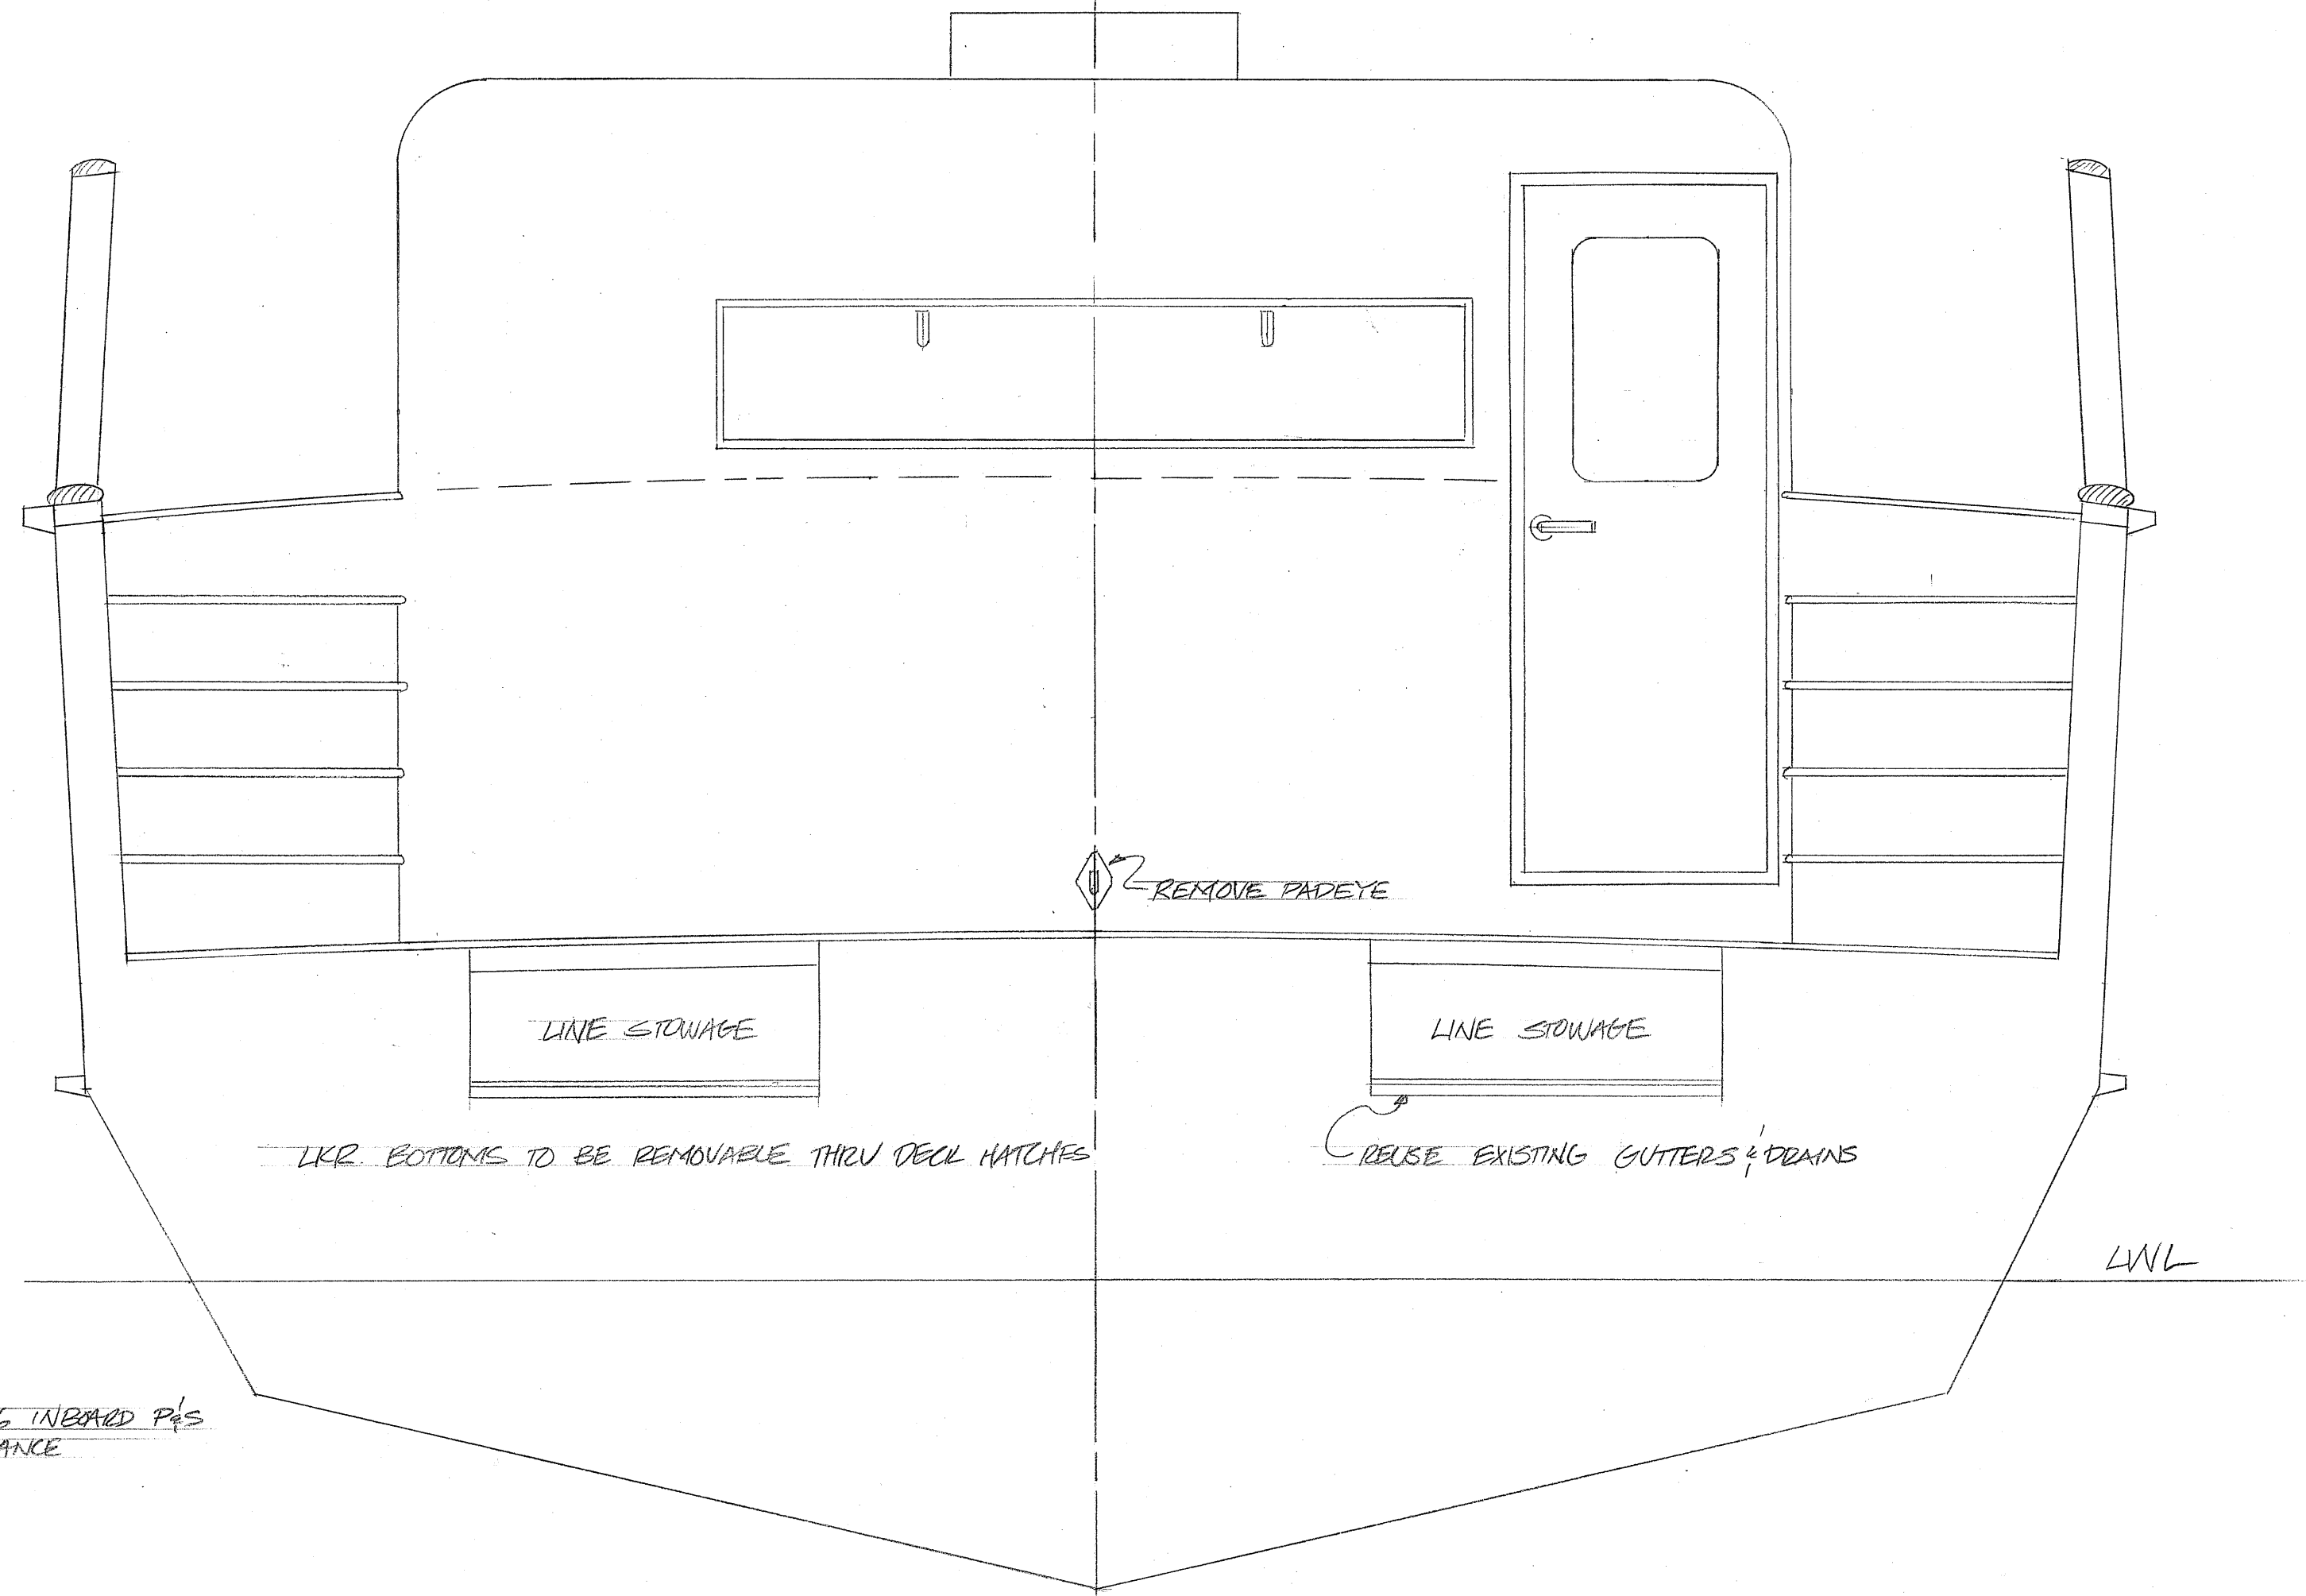 REMOVE PADEYE
LINE STOWAGE
LINE STOWAGE
LKR. BOTTOMS TO BE REMOVABLE THRU DECK HATCHES
REUSE EXISTING GUTTERS & DRAINS
LWL
INBOARD P&S